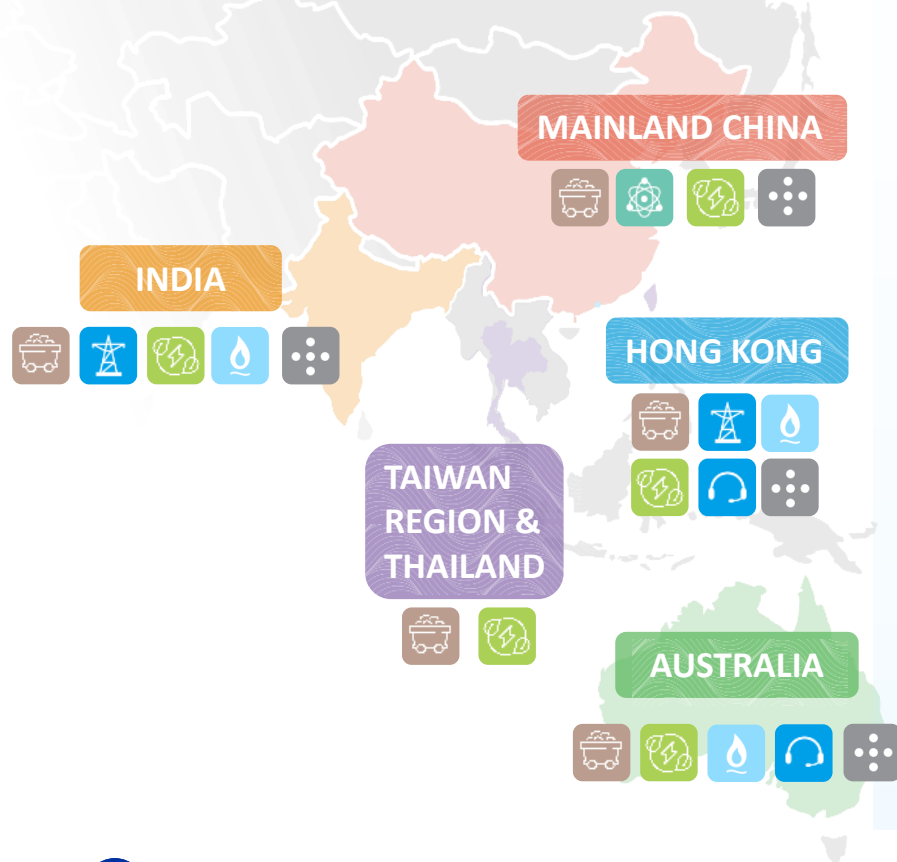 MAINLAND CHINA
INDIA
HONG KONG
TAIWAN
REGION &
THAILAND
AUSTRALIA